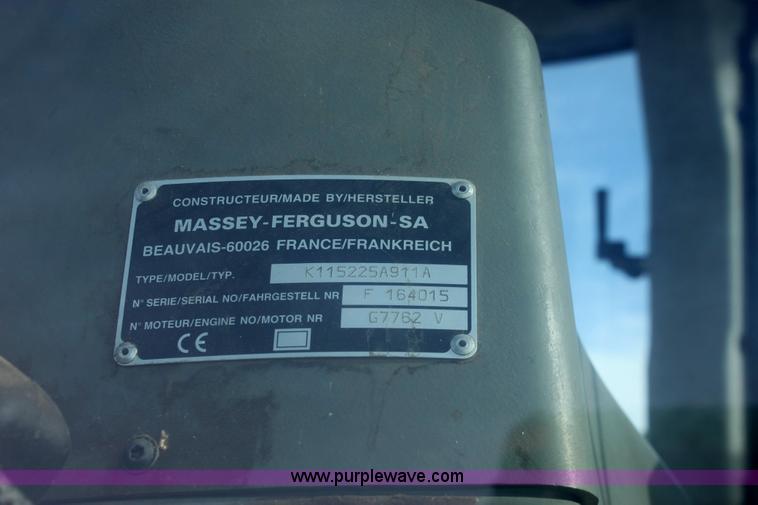 CONSTRUCTEUR/MADE BY/HERSTELLER
MASSEY-FERGUSON-SA
BEAUVAIS-60026 FRANCE/FRANKREICH
TYPE/MODEL/TYP. K115225A911A
N° SERIE/SERIAL NO/FAHRGESTELL NR F 164015
N° MOTEUR/ENGINE NO/MOTOR NR G7762 V
CE
www.purplewave.com